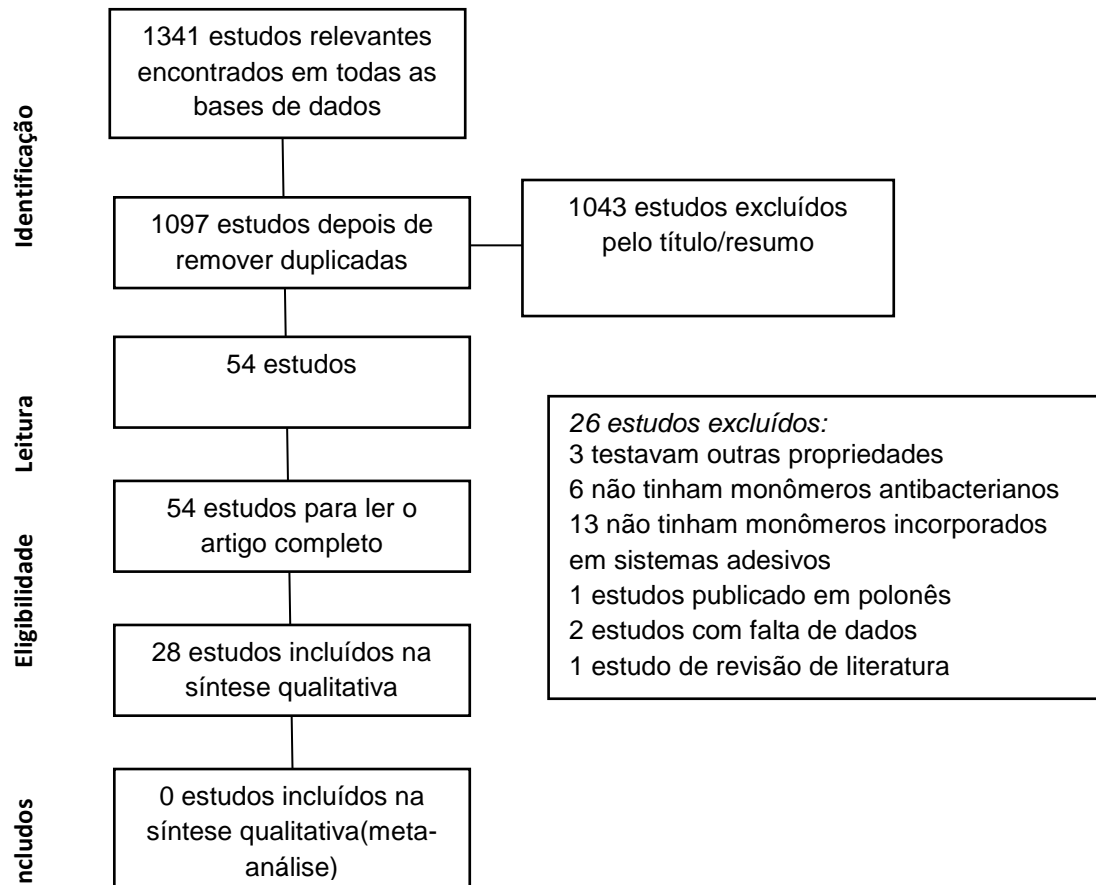 Identificação
1341 estudos relevantes
encontrados em todas as
bases de dados
1097 estudos depois de
remover duplicadas
1043 estudos excluídos
pelo título/resumo
Leitura
54 estudos
Eligibilidade
54 estudos para ler o
artigo completo
26 estudos excluídos:
3 testavam outras propriedades
6 não tinham monômeros antibacterianos
13 não tinham monômeros incorporados
em sistemas adesivos
1 estudos publicado em polonês
2 estudos com falta de dados
1 estudo de revisão de literatura
28 estudos incluídos na
síntese qualitativa
ncludos
0 estudos incluídos na
síntese qualitativa(meta-
análise)